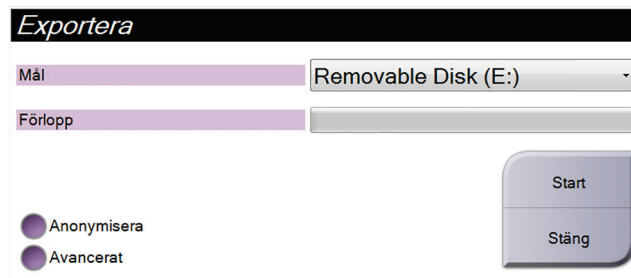 Exportera
Mål
Removable Disk (E:)
Förlopp
Start
Stäng
Anonymisera
Avancerat